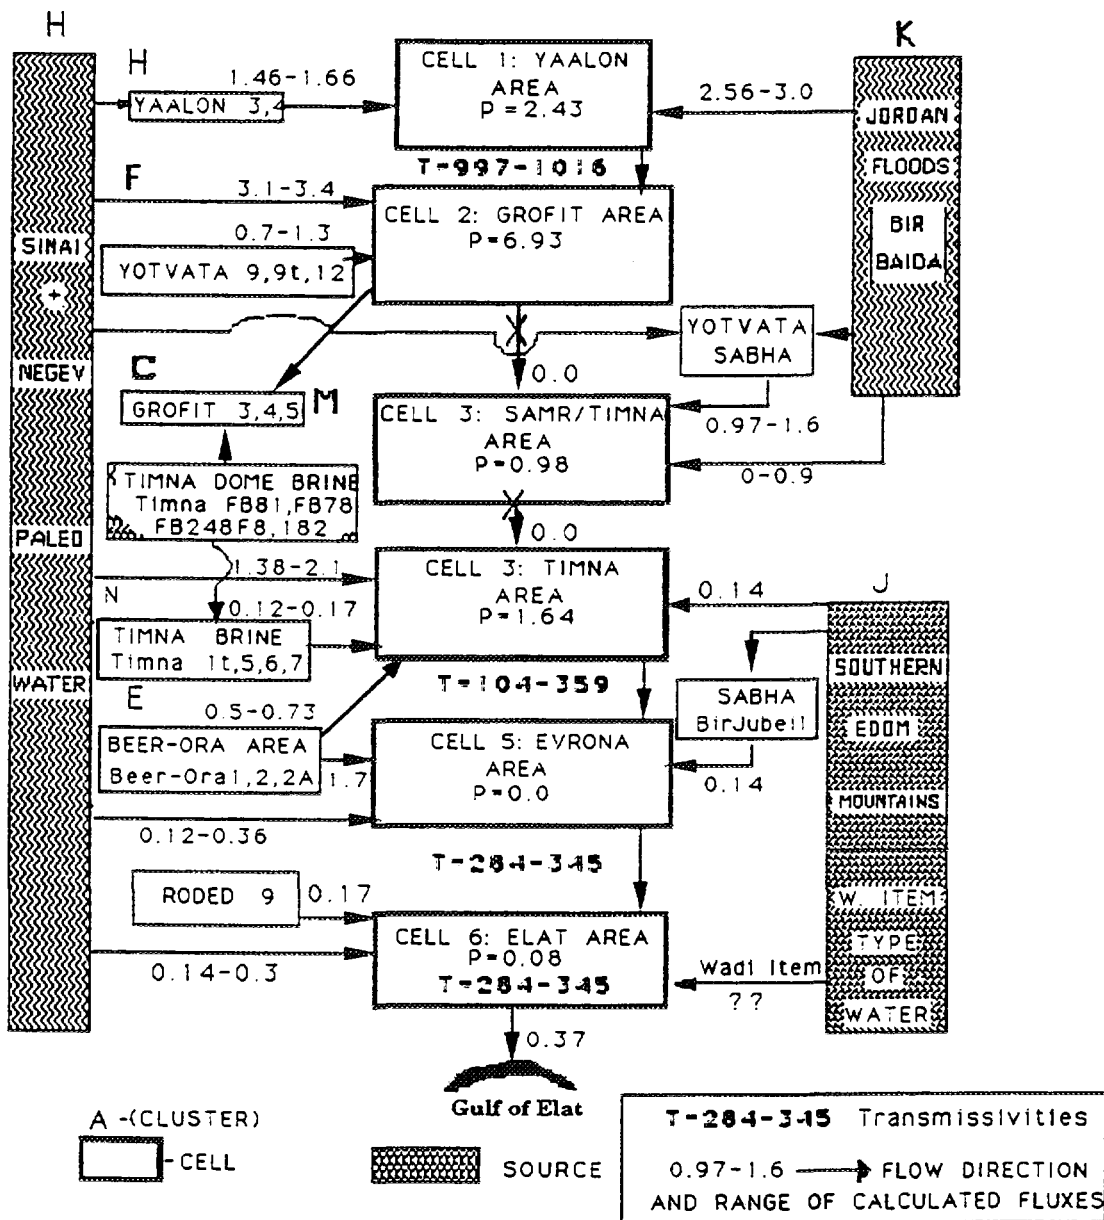 H
K
H
1.46-1.66
YAALON 3,4
CELL 1: YAALON
AREA
P=2.43
2.56-3.0
JORDAN
FLOODS
BIR
BAIDA
T-997-1016
F
3.1-3.4
CELL 2: GROFIT AREA
P=6.93
0.7-1.3
YOTVATA 9,9t,12
SINAI
+
NEGEV
PALEO
WATER
YOTVATA
SABHA
0.0
C
GROFIT 3,4,5
M
CELL 3: SAMR/TIMNA
AREA
P=0.98
0.97-1.6
0-0.9
TIMNA DOME BRINE
Timna FB81,FB78
FB248F8,182
0.0
1.38-2.1
CELL 3: TIMNA
AREA
P=1.64
0.14
J
N
0.12-0.17
TIMNA BRINE
Timna 1t,5,6,7
T-104-359
SOUTHERN
EDOM
MOUNTAINS
W. ITEM
TYPE
OF
WATER
SABHA
BirJubeil
E
0.5-0.73
BEER-ORA AREA
Beer-Ora1,2,2A
1.7
CELL 5: EVRONA
AREA
P=0.0
0.14
0.12-0.36
T-284-345
RODED 9
0.17
CELL 6: ELAT AREA
P=0.08
T-284-345
0.14-0.3
Wadi Item
??
0.37
Gulf of Elat
A -(CLUSTER)
-CELL
SOURCE
T-284-345 Transmissivities
0.97-1.6 FLOW DIRECTION
AND RANGE OF CALCULATED FLUXES